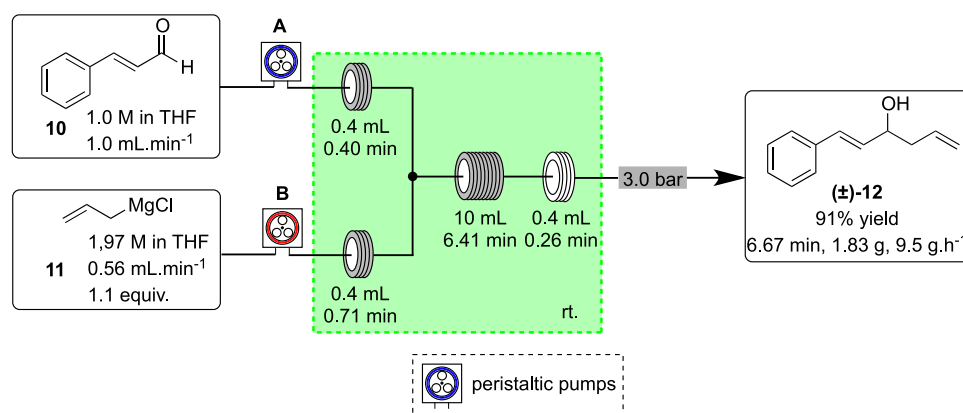 O
H
10
1.0 M in THF
1.0 mL.min⁻¹
A
0.4 mL
0.40 min
MgCl
11
1,97 M in THF
0.56 mL.min⁻¹
1.1 equiv.
B
0.4 mL
0.71 min
10 mL
6.41 min
0.4 mL
0.26 min
rt.
3.0 bar
OH
(±)-12
91% yield
6.67 min, 1.83 g, 9.5 g.h⁻¹
peristaltic pumps